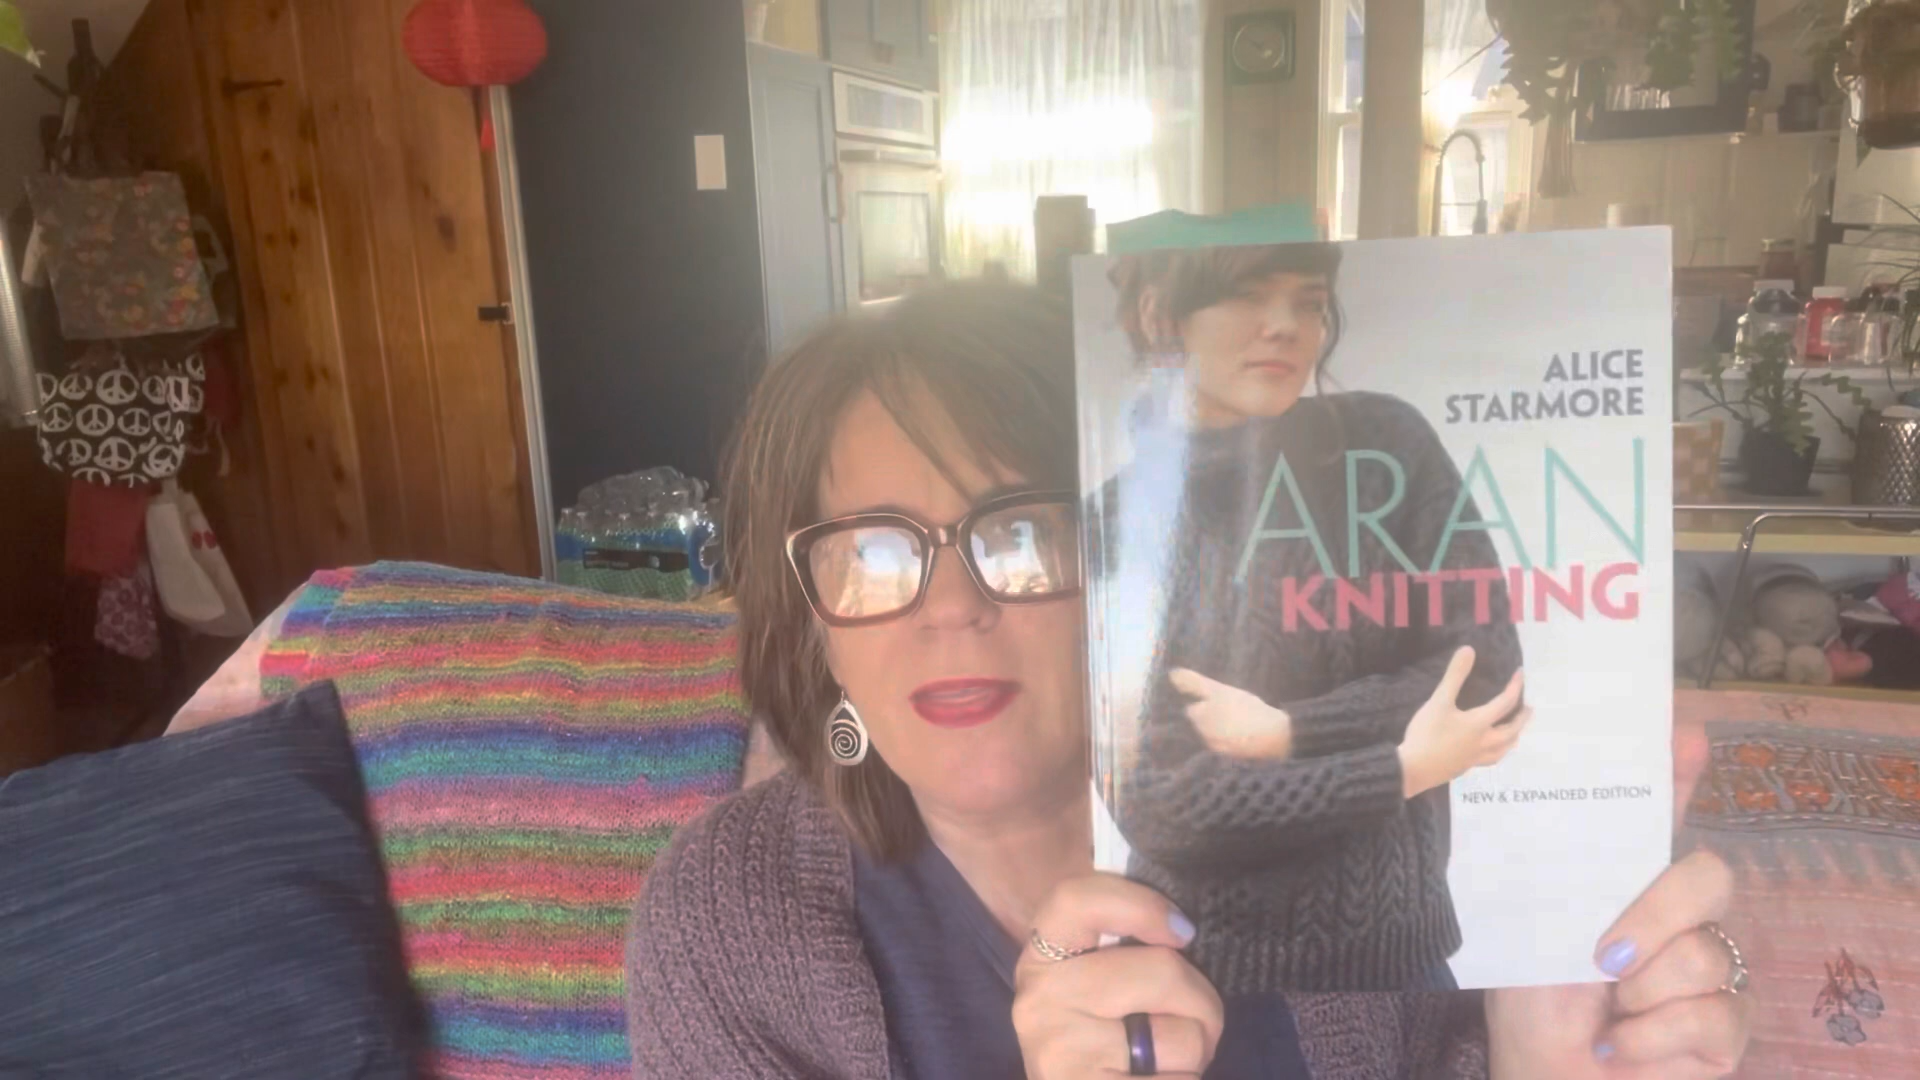 ALICE
STARMORE
ARAN
KNITTING
NEW & EXPANDED EDITION